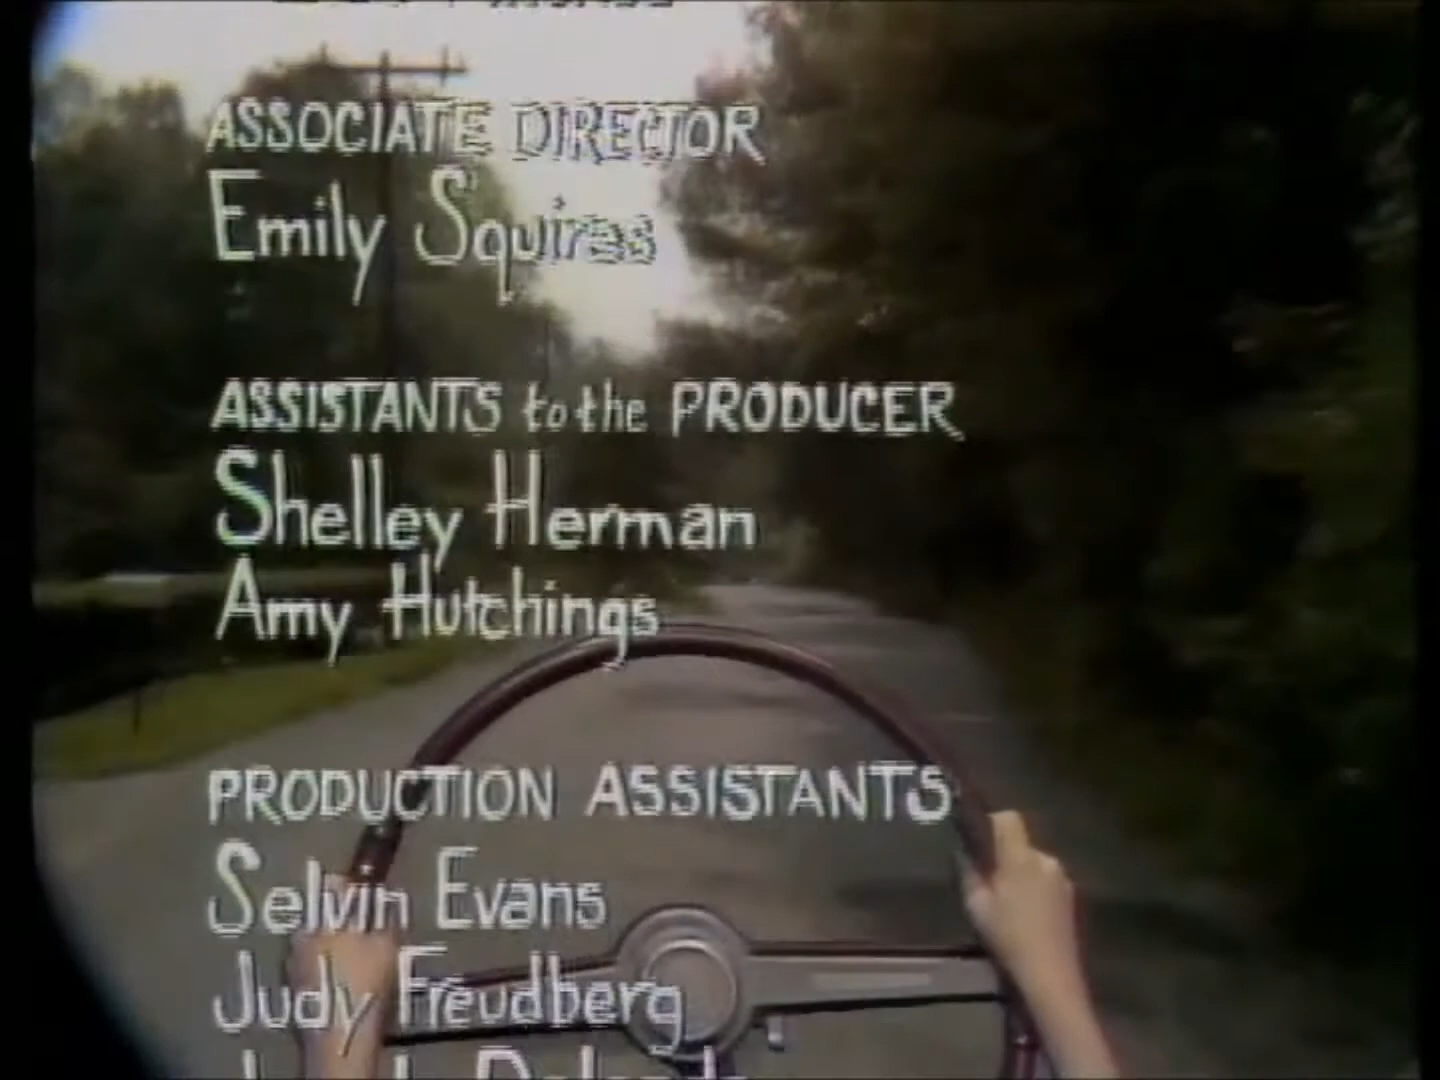 ASSOCIATE DIRECTOR
Emily Squires
ASSISTANTS to the PRODUCER
Shelley Herman
Amy Hutchings
PRODUCTION ASSISTANTS
Selvin Evans
Judy Freudberg